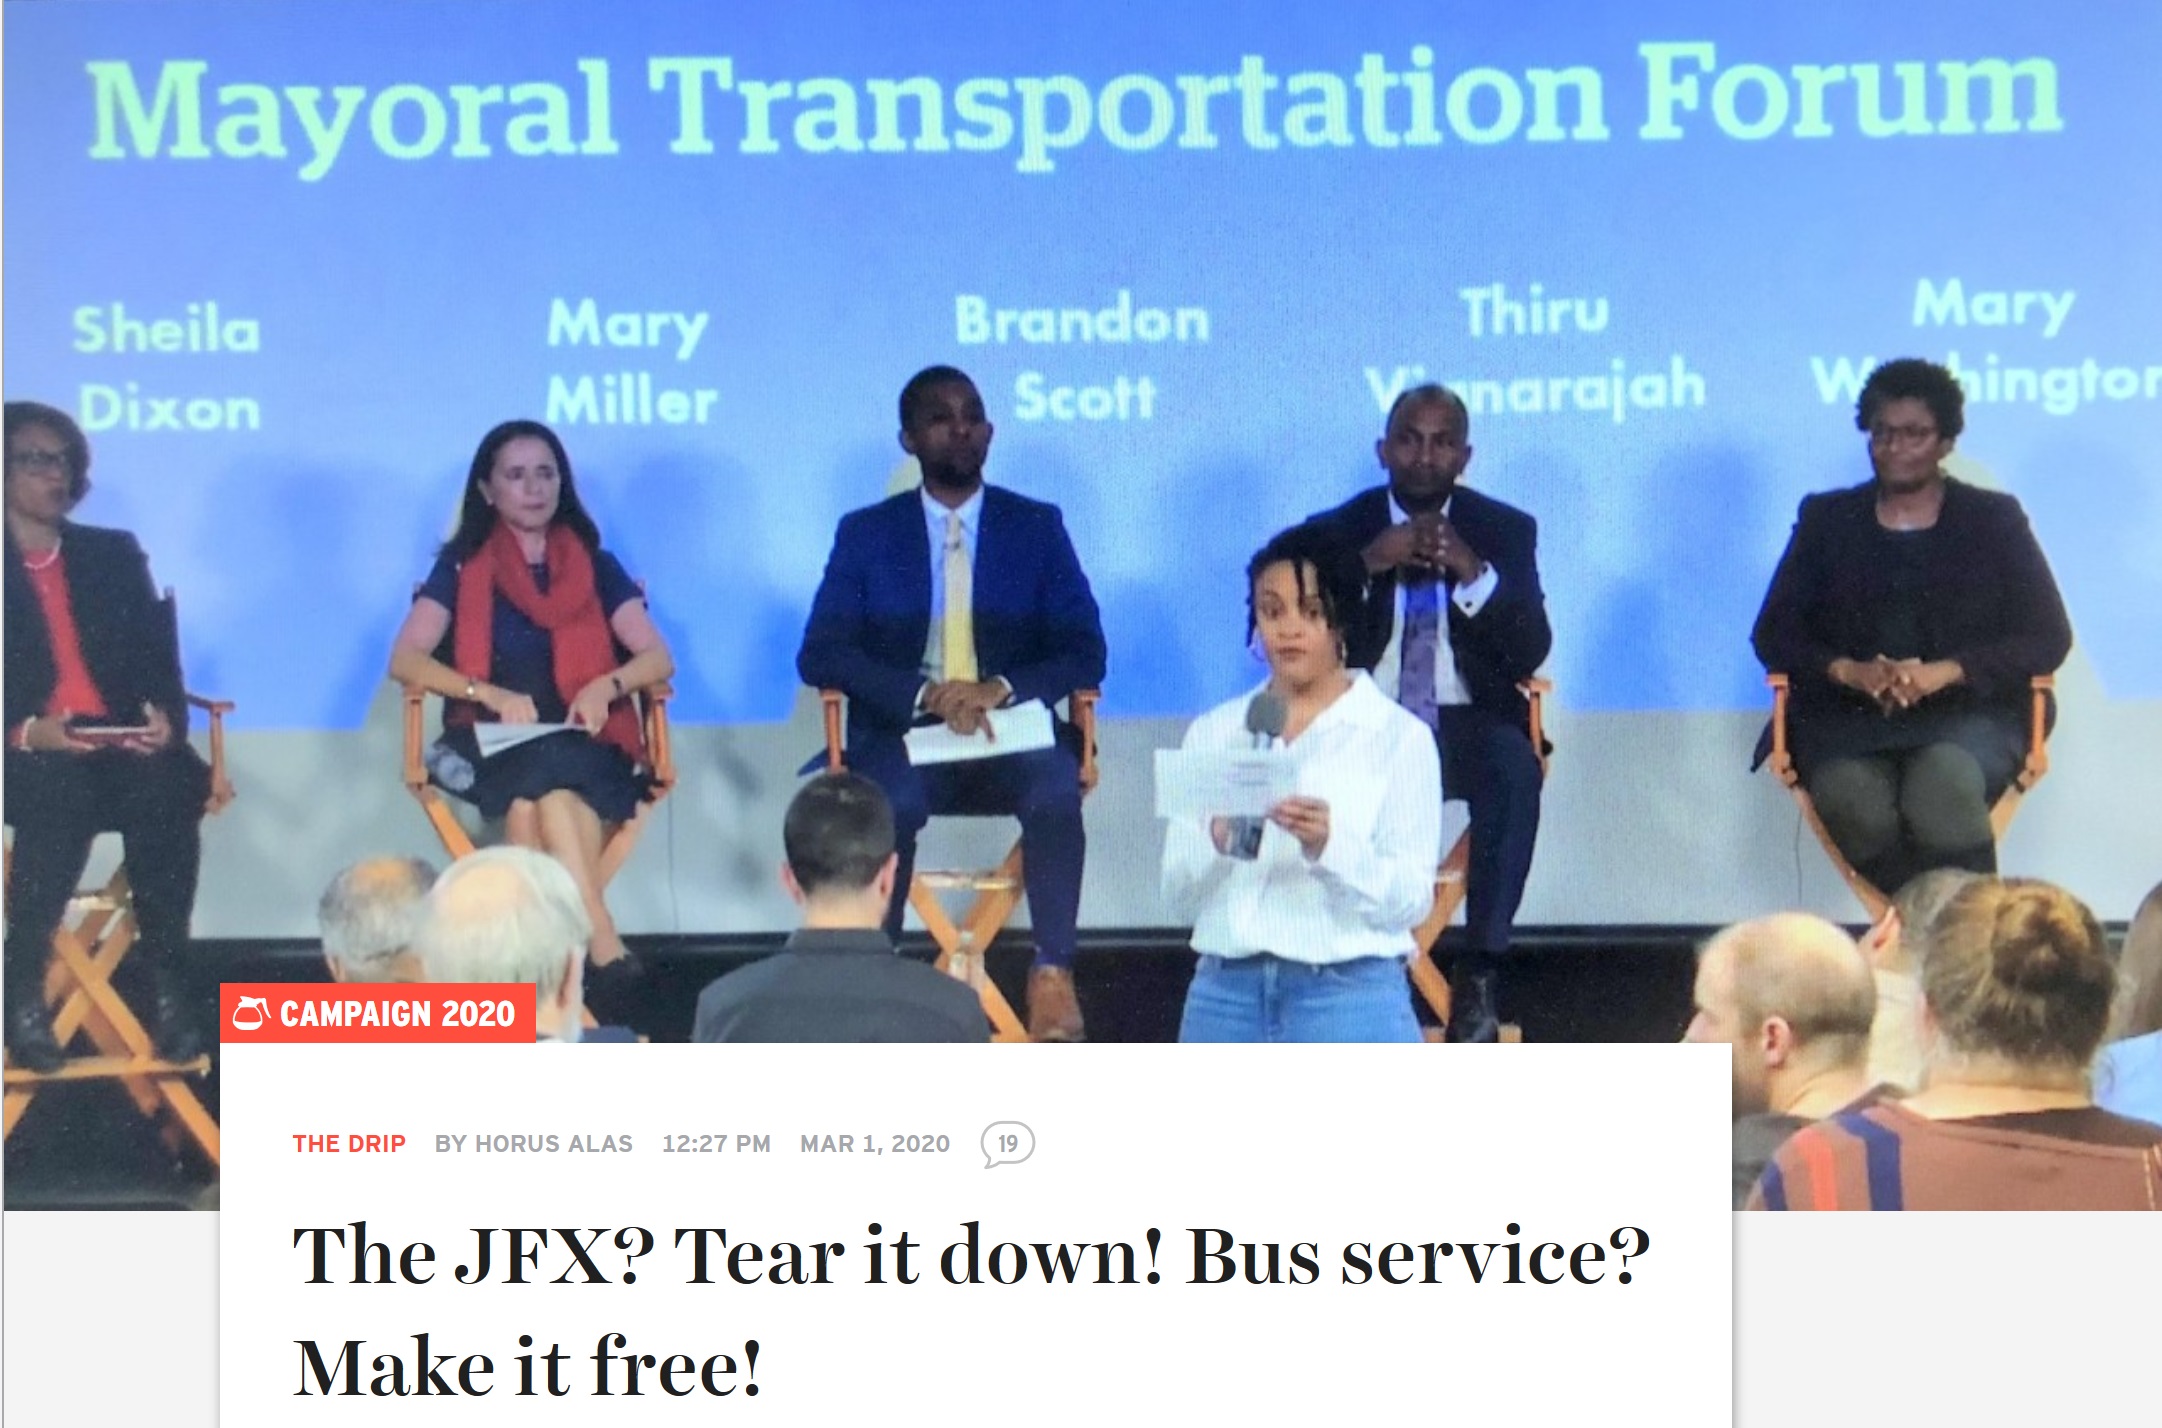 Mayoral Transportation Forum
Sheila
Dixon
Mary
Miller
Brandon
Scott
Thiru
Mary
CAMPAIGN 2020
THE DRIP BY HORUS ALAS 12:27 PM MAR 1, 2020 19
The JFX? Tear it down! Bus service?
Make it free!